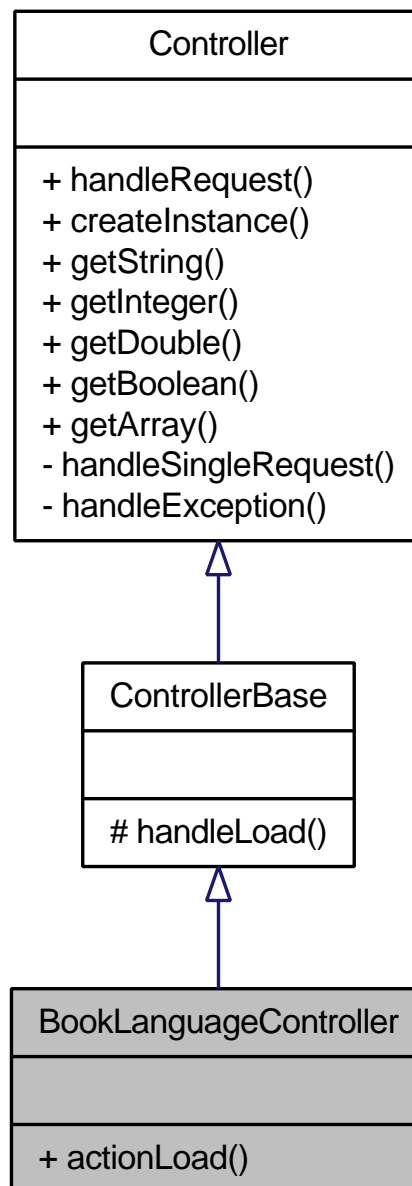 Controller
+ handleRequest()
+ createInstance()
+ getString()
+ getInteger()
+ getDouble()
+ getBoolean()
+ getArray()
- handleSingleRequest()
- handleException()
ControllerBase
# handleLoad()
BookLanguageController
+ actionLoad()